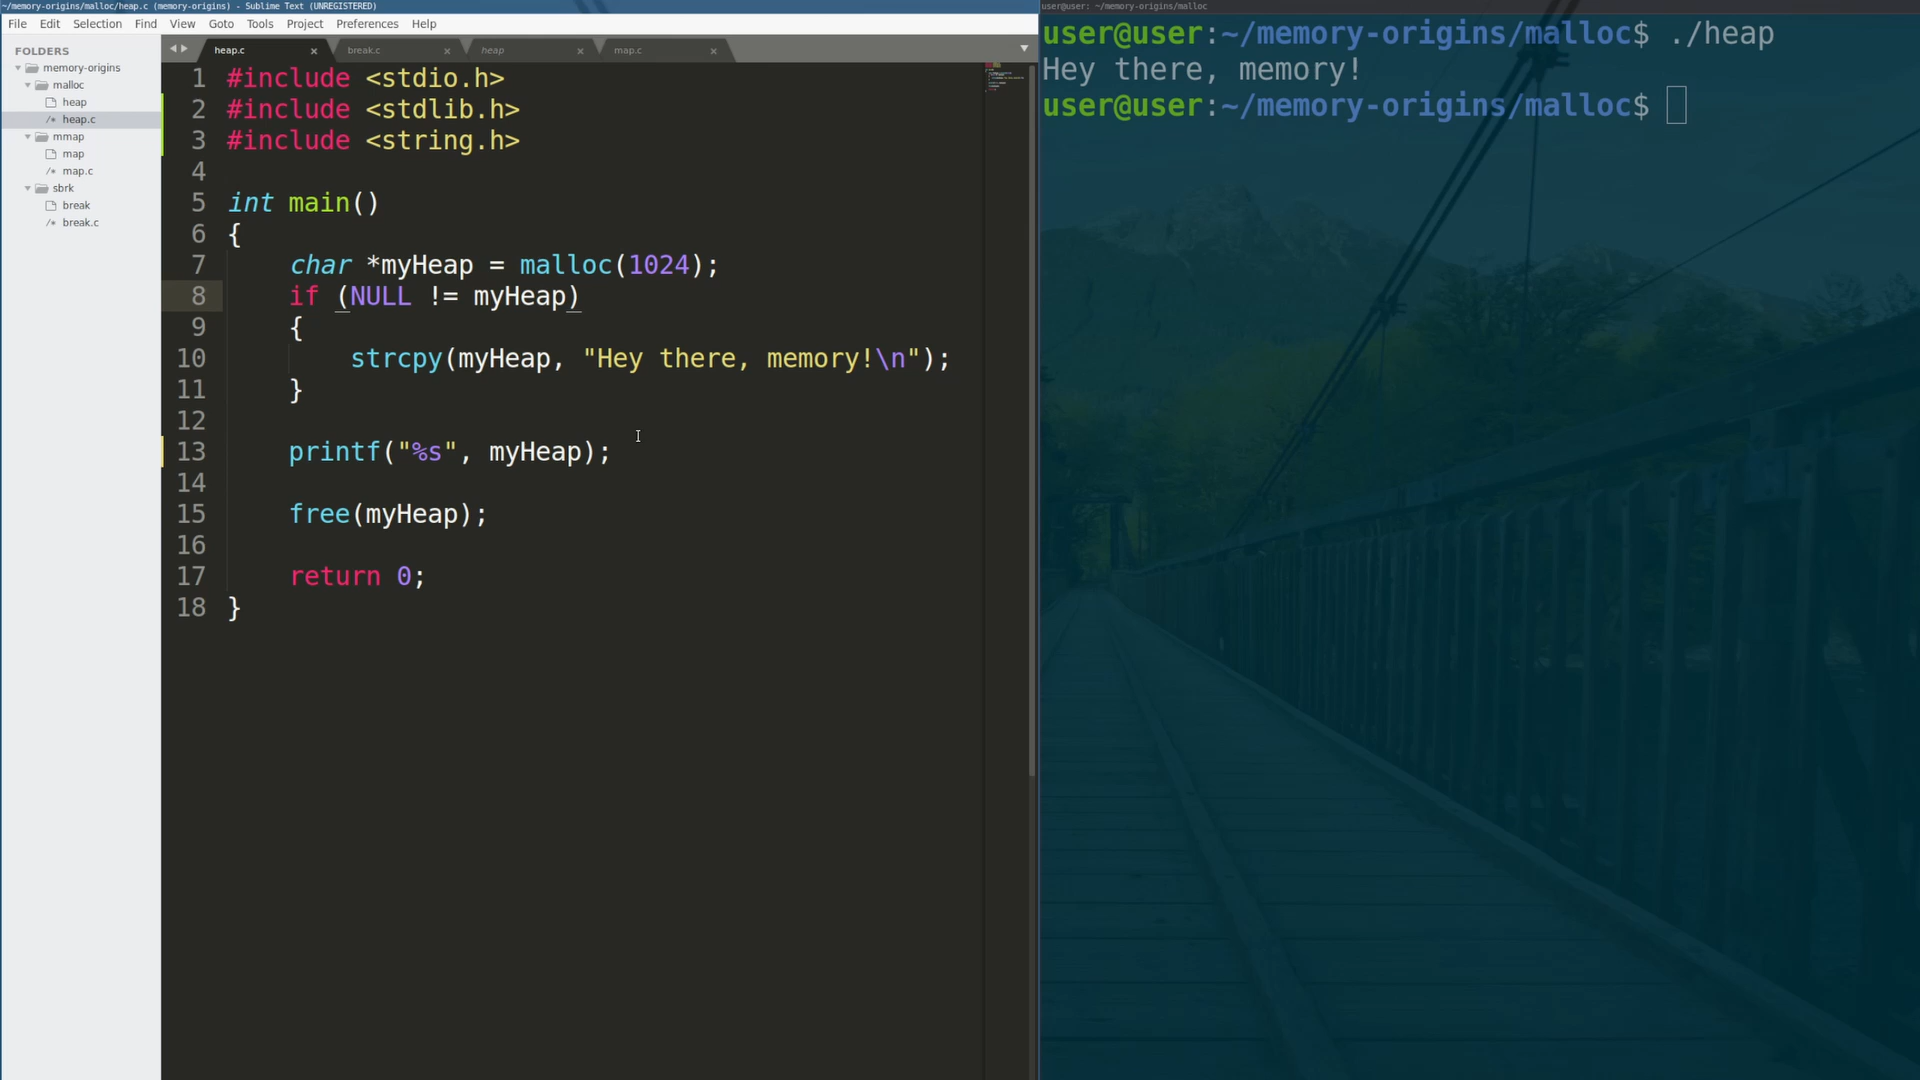 ~/memory-origins/malloc/heap.c (memory-origins) - Sublime Text (UNREGISTERED)
File Edit Selection Find View Goto Tools Project Preferences Help
FOLDERS
memory-origins
malloc
heap
/* heap.c
mmap
map
/* map.c
sbrk
break
/* break.c
heap.c × break.c × heap × map.c ×
1 #include <stdio.h>
2 #include <stdlib.h>
3 #include <string.h>
4
5 int main()
6 {
7 char *myHeap = malloc(1024);
8 if (NULL != myHeap)
9 {
10 strcpy(myHeap, "Hey there, memory!\n");
11 }
12
13 printf("%s", myHeap);
14
15 free(myHeap);
16
17 return 0;
18 }
user@user: ~/memory-origins/malloc
user@user:~/memory-origins/malloc$ ./heap
Hey there, memory!
user@user:~/memory-origins/malloc$